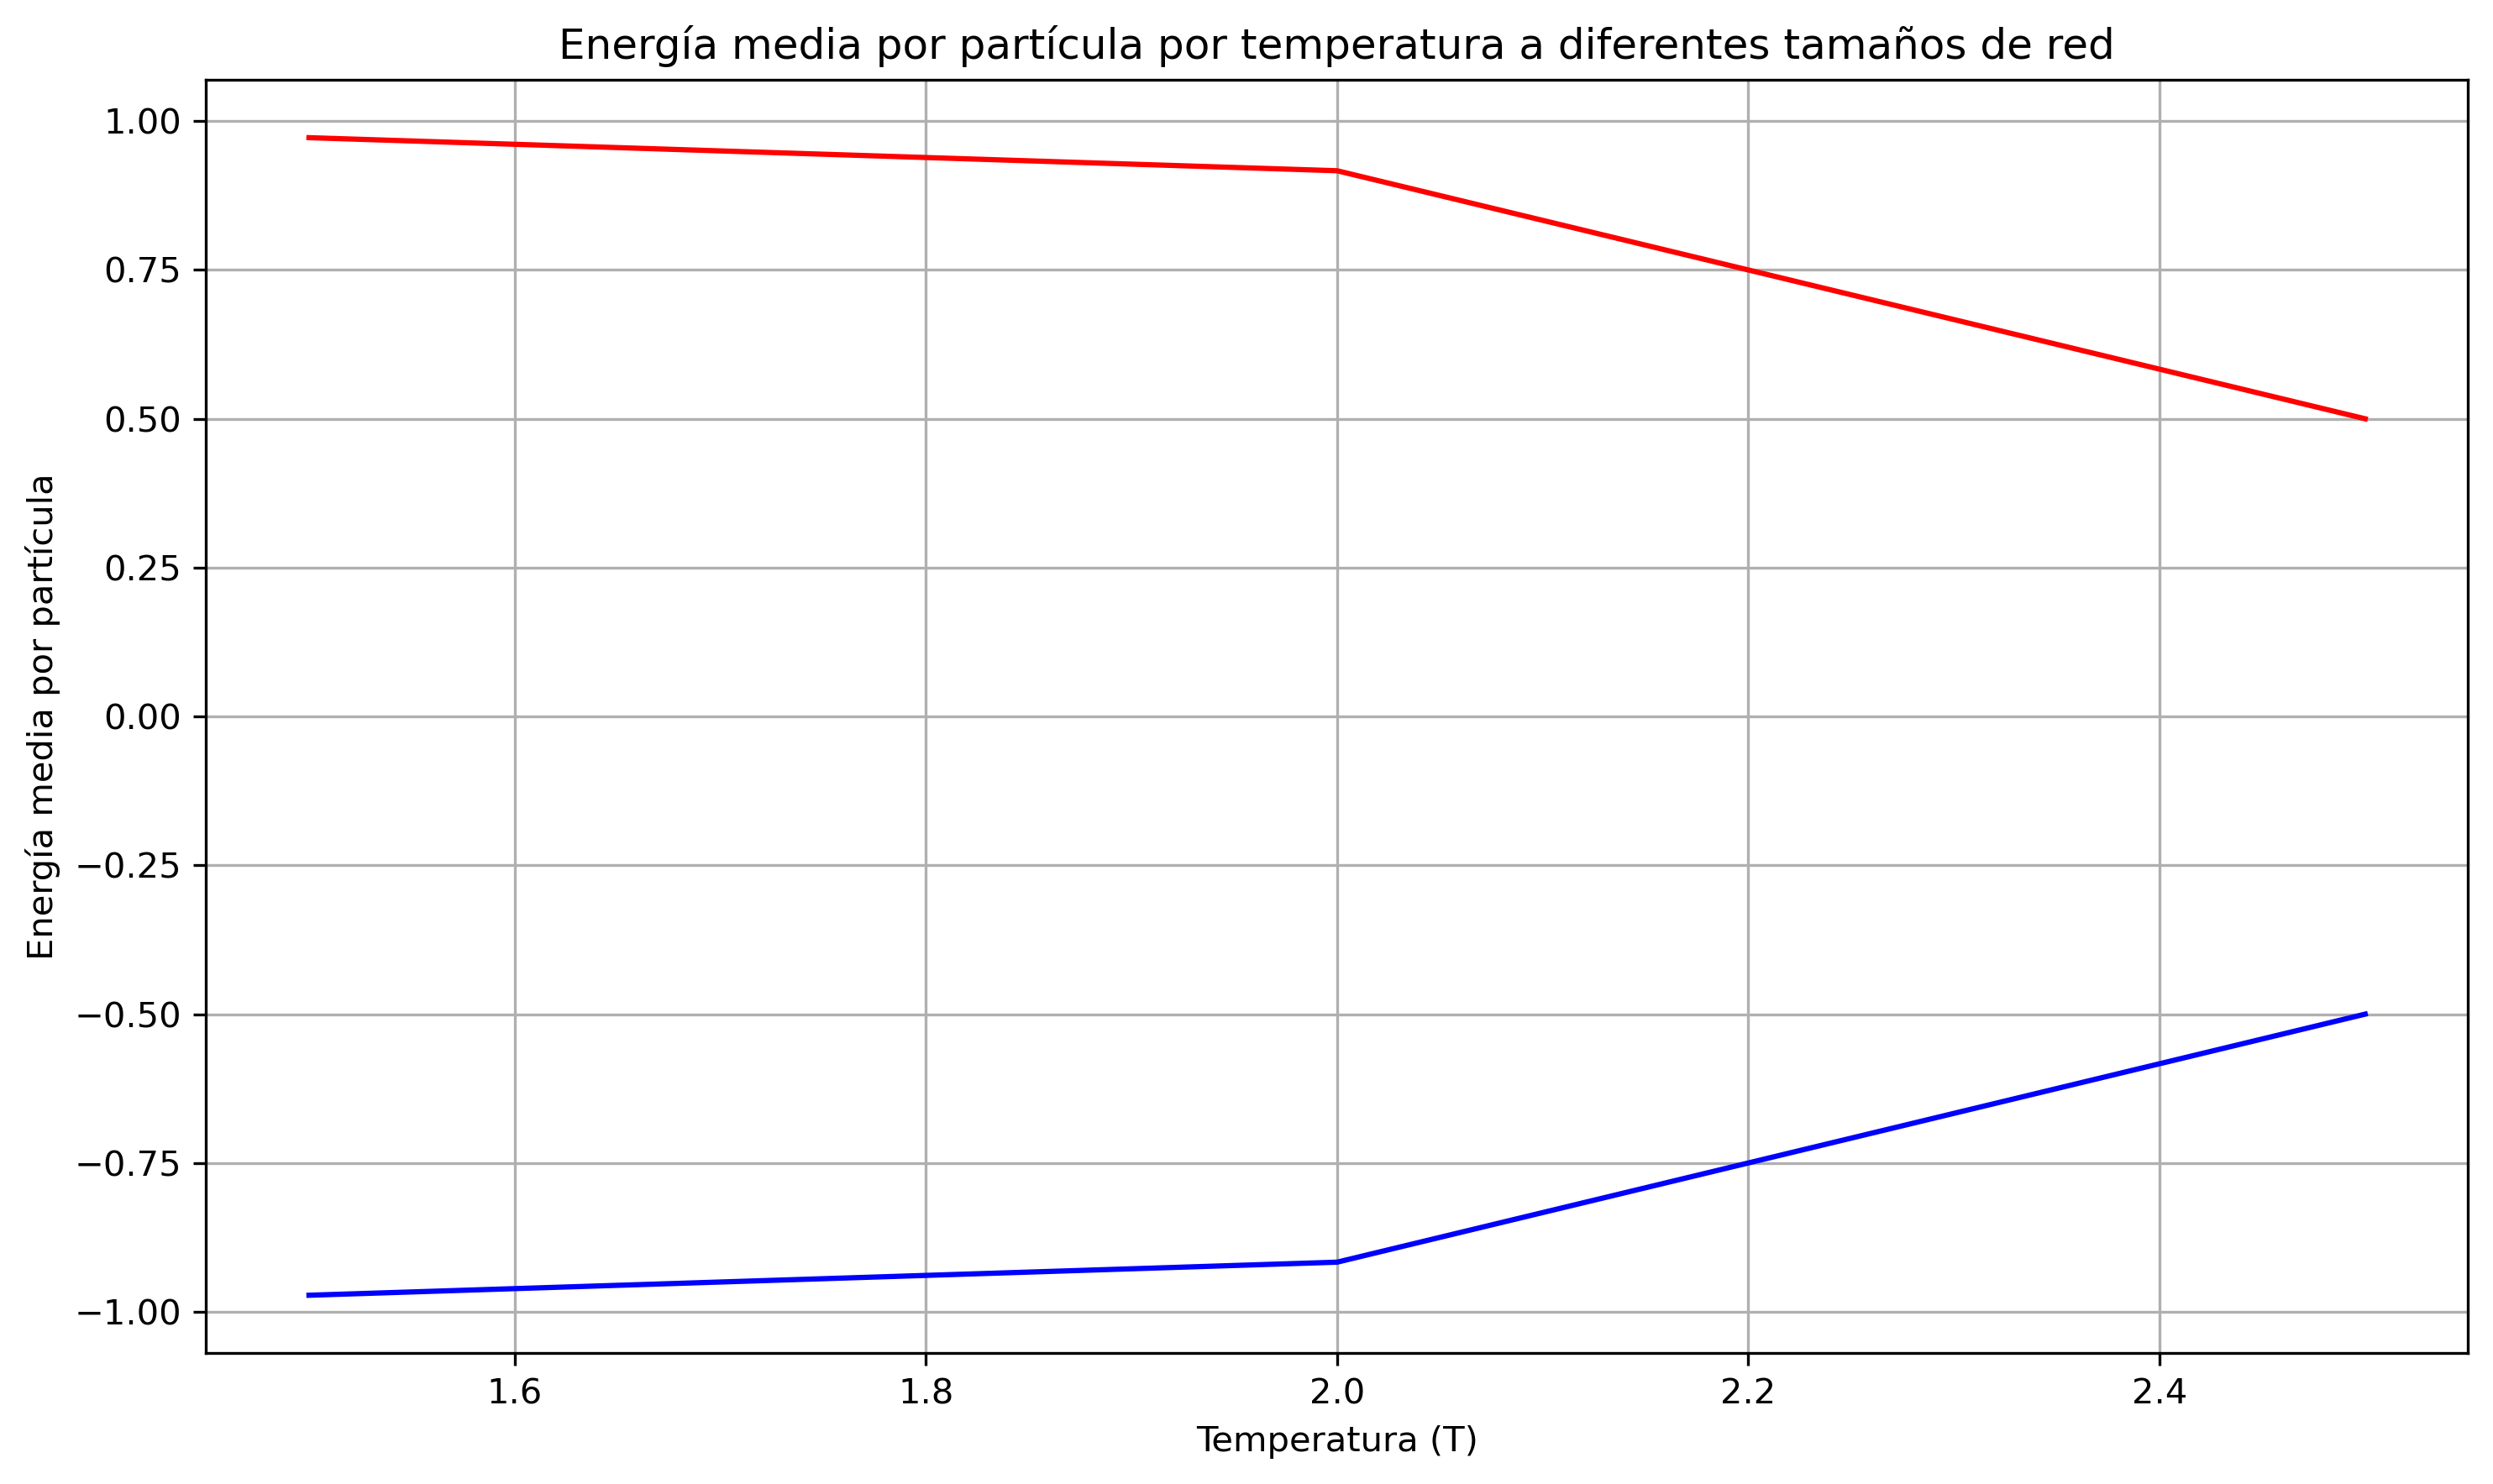 Energía media por partícula por temperatura a diferentes tamaños de red
Energía media por partícula
1.00
0.75
0.50
0.25
0.00
−0.25
−0.50
−0.75
−1.00
1.6 1.8 2.0 2.2 2.4
Temperatura (T)